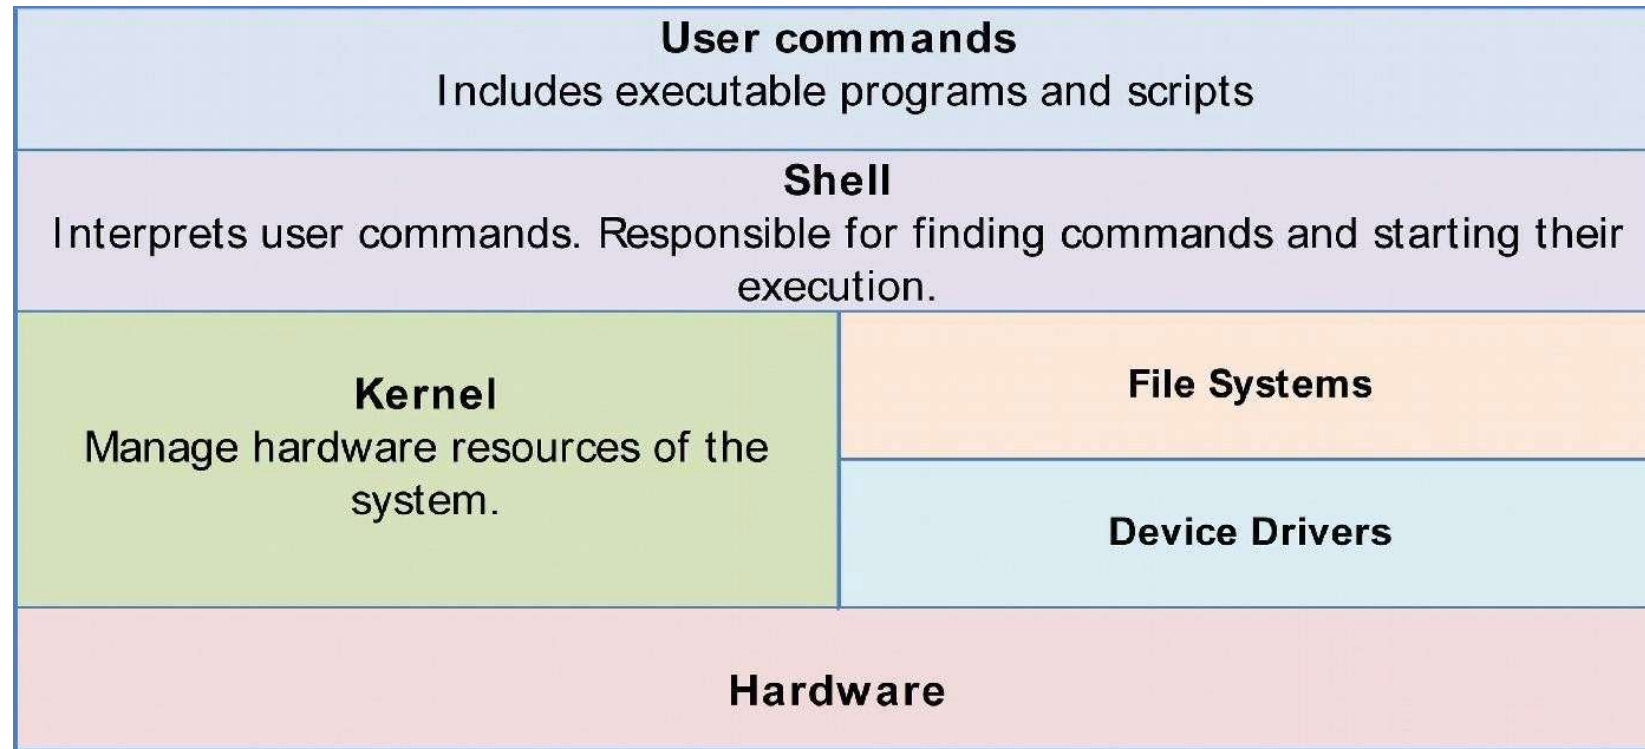 User commands
Includes executable programs and scripts
Shell
Interprets user commands. Responsible for finding commands and starting their
execution.
Kernel
Manage hardware resources of the
system.
File Systems
Device Drivers
Hardware